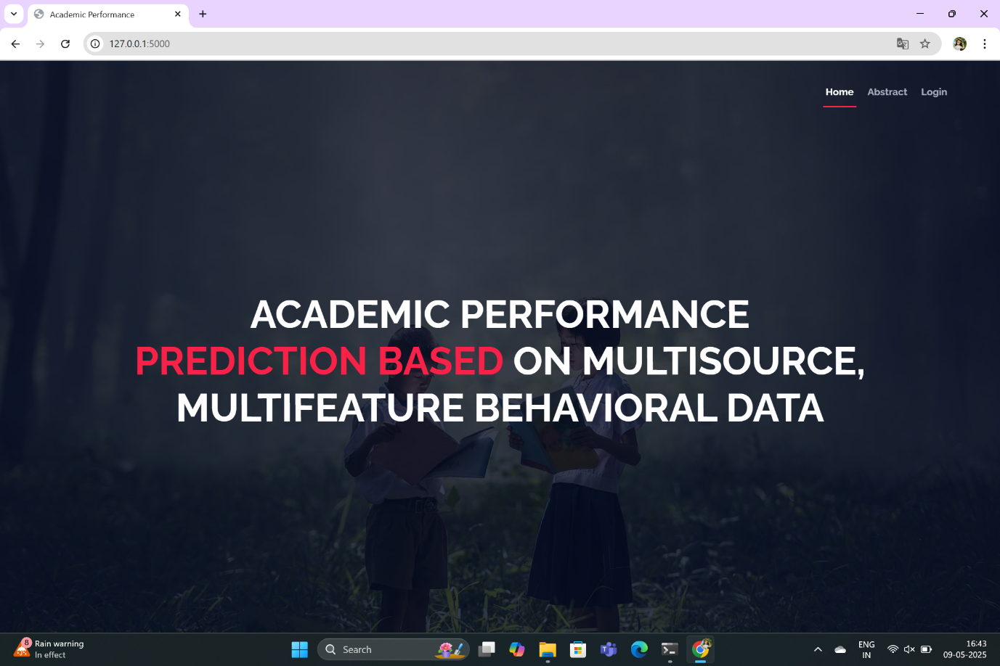 Academic Performance
127.0.0.1:5000
Home Abstract Login
ACADEMIC PERFORMANCE
PREDICTION BASED ON MULTISOURCE,
MULTIFEATURE BEHAVIORAL DATA
8
Rain warning
In effect
Search
ENG
IN
16:43
09-05-2025